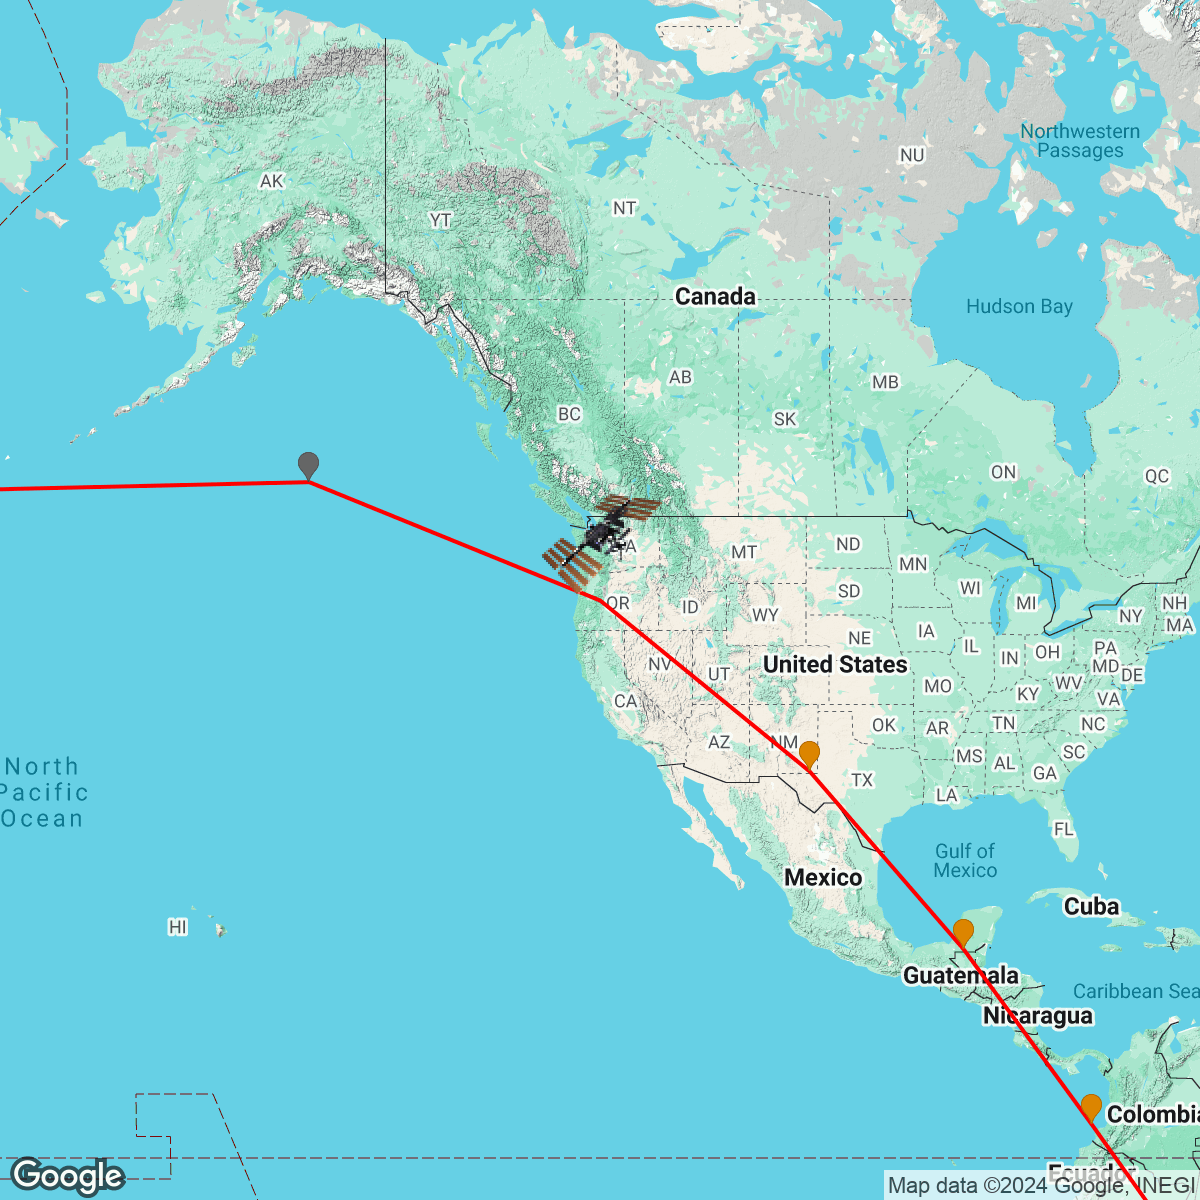 Northwestern
Passages
NU
AK
NT
YT
Canada
Hudson Bay
AB
MB
BC
SK
ON
QC
ND
MT
MN
WI
SD
MI
NH
OR
ID
WY
NY
MA
IA
NE
IL
OH
PA
IN
United States
NV
MD
UT
DE
WV
MO
KY
CA
VA
OK
AR
TN
NC
AZ
NM
SC
MS
AL
North
GA
TX
Pacific
LA
Ocean
FL
Gulf of
Mexico
Mexico
Cuba
HI
Guatemala
Caribbean Sea
Nicaragua
Colombia
Ecuador
Google
Map data ©2024 Google, INEGI